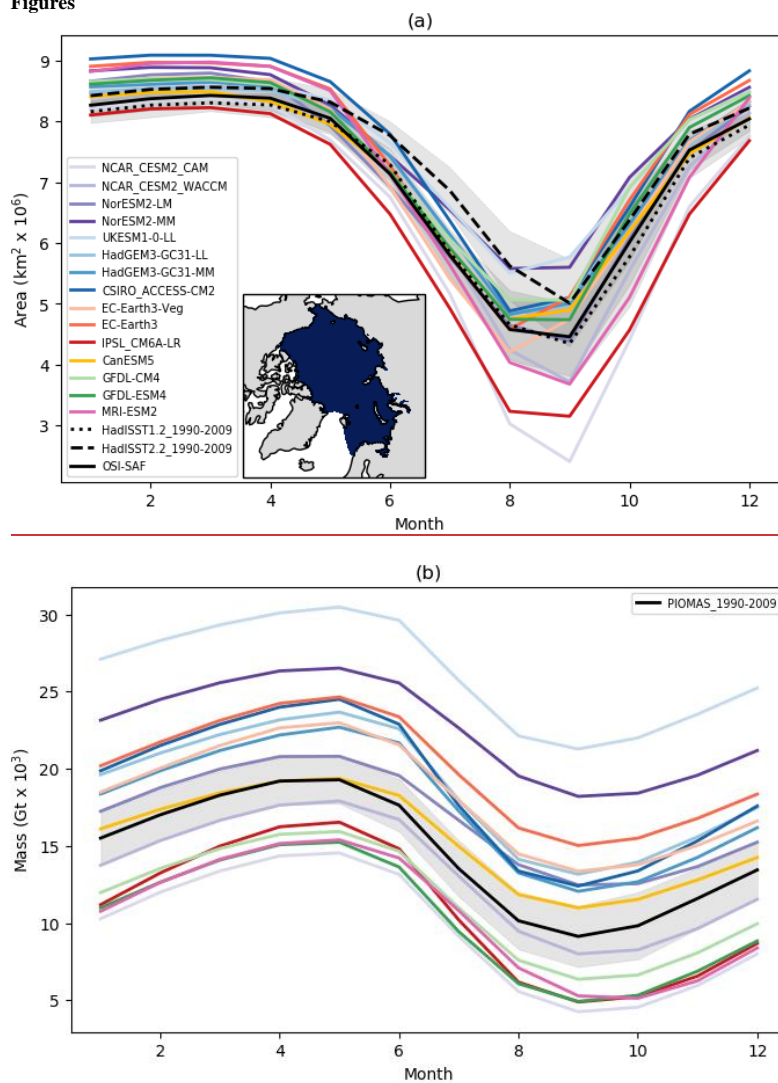 Figures
(a)
Area (km² x 10⁶)
9
8
7
6
5
4
3
NCAR_CESM2_CAM
NCAR_CESM2_WACCM
NorESM2-LM
NorESM2-MM
UKESM1-0-LL
HadGEM3-GC31-LL
HadGEM3-GC31-MM
CSIRO_ACCESS-CM2
EC-Earth3-Veg
EC-Earth3
IPSL_CM6A-LR
CanESM5
GFDL-CM4
GFDL-ESM4
MRI-ESM2
HadISST1.2_1990-2009
HadISST2.2_1990-2009
OSI-SAF
2 4 6 8 10 12
Month
(b)
PIOMAS_1990-2009
Mass (Gt x 10³)
30
25
20
15
10
5
2 4 6 8 10 12
Month